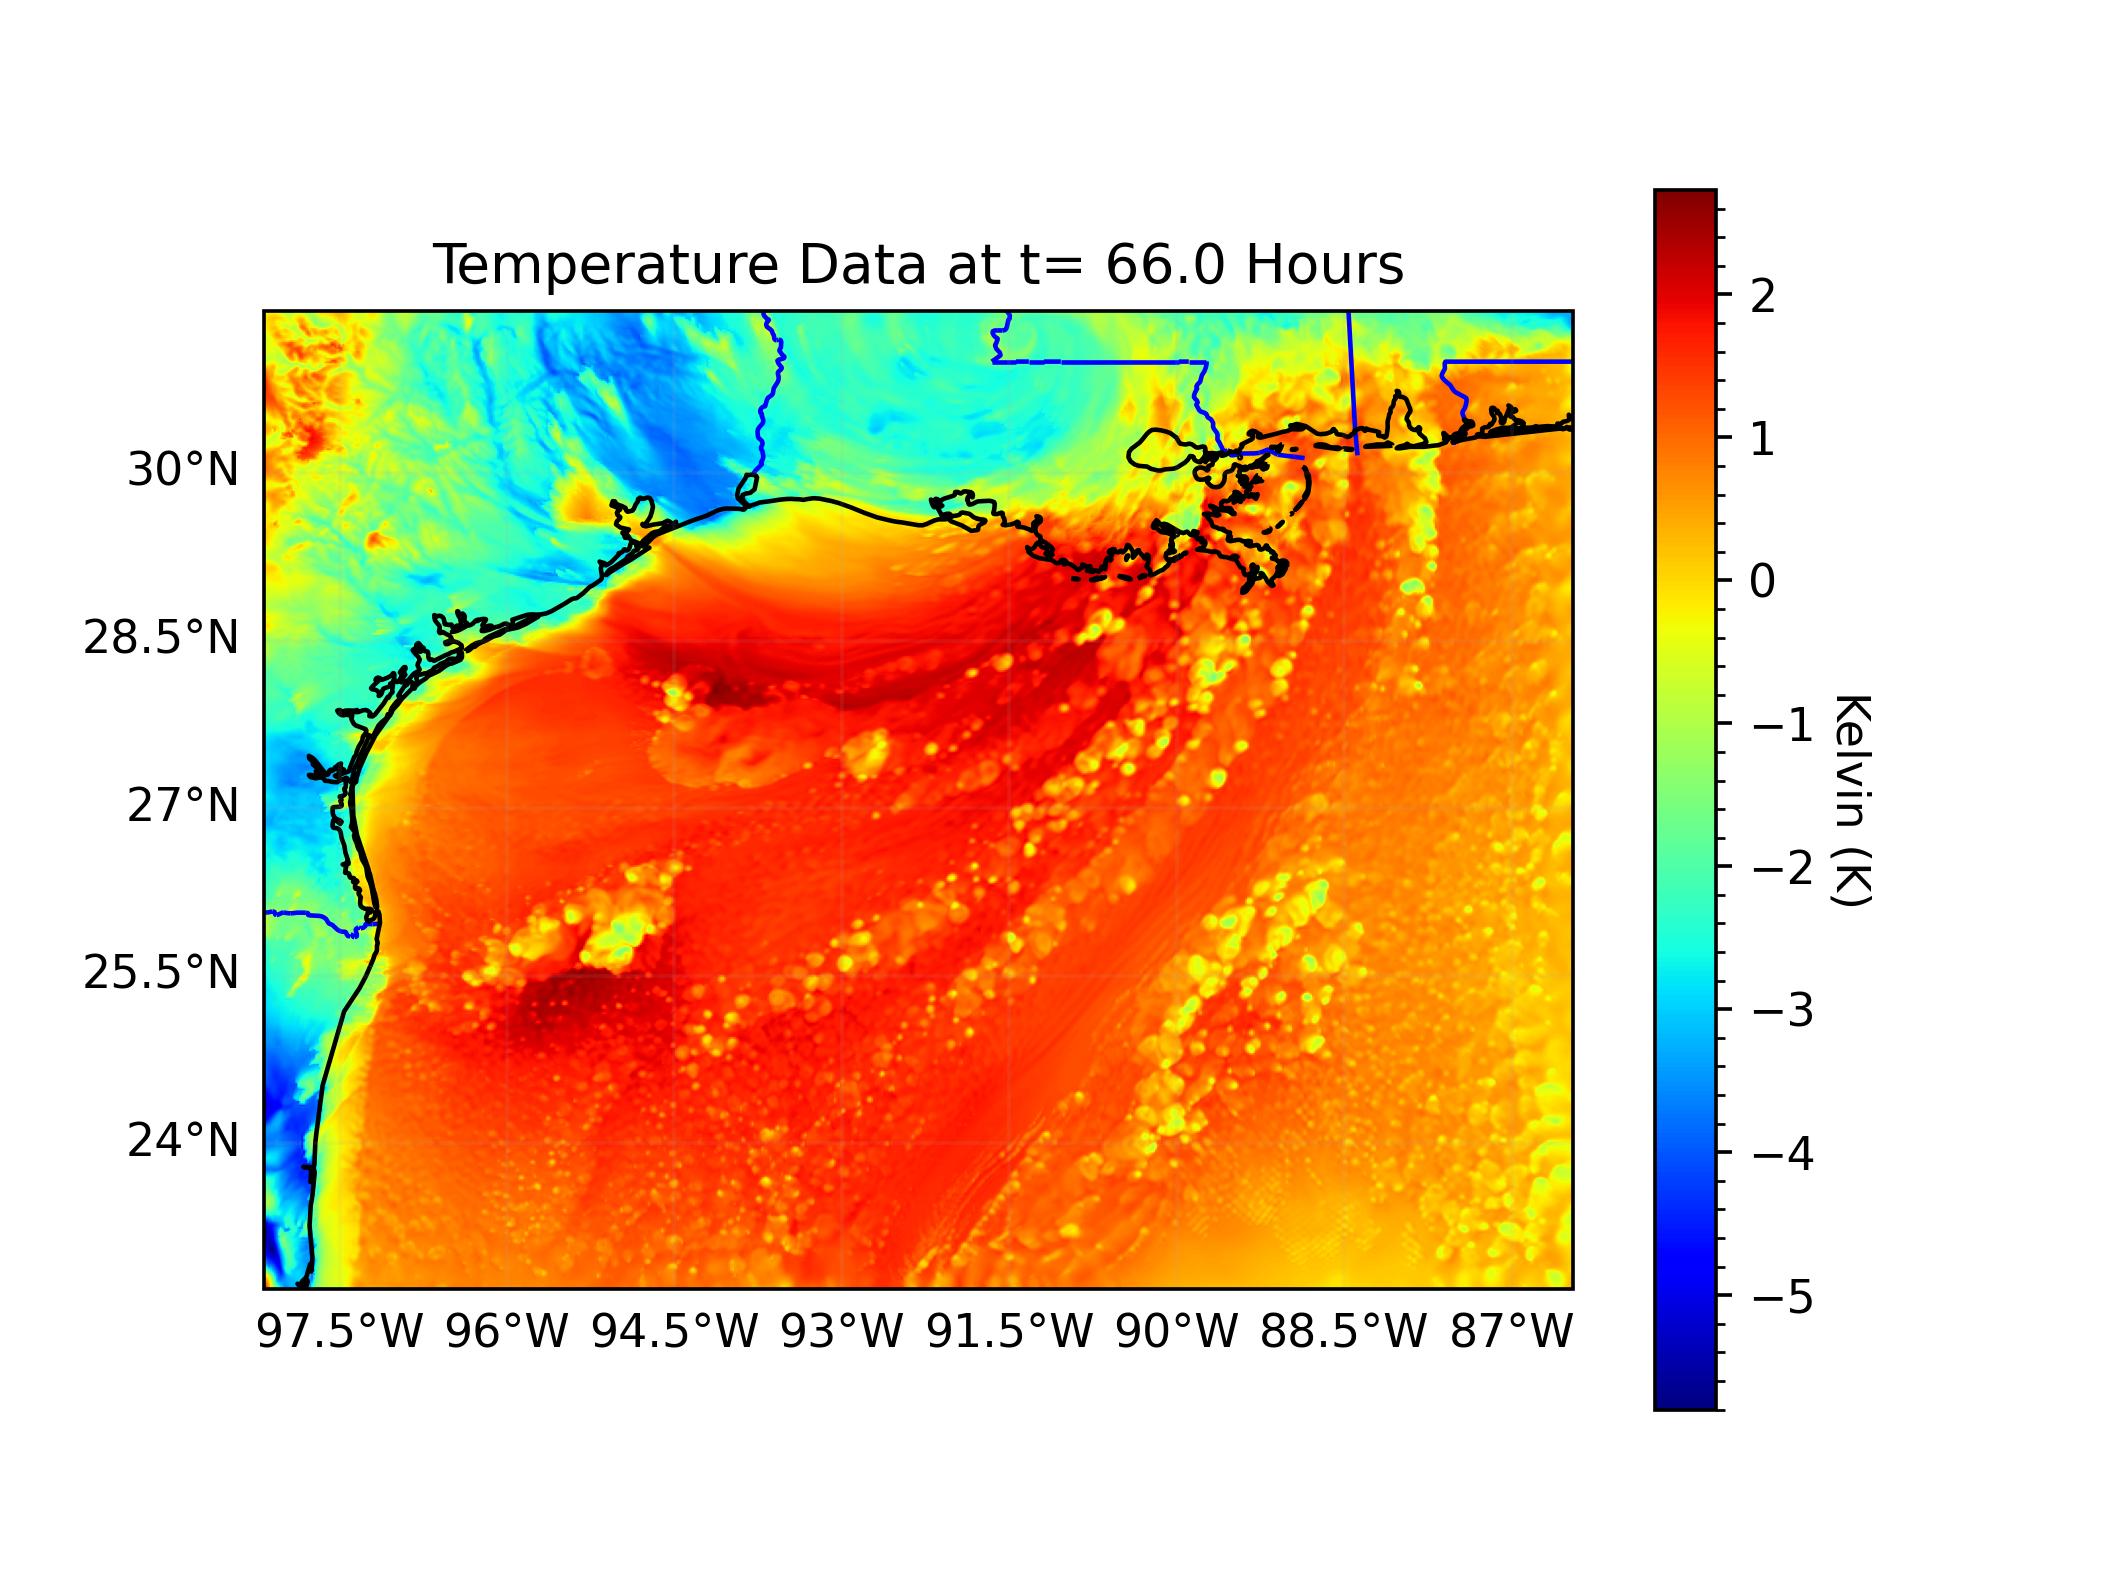 Temperature Data at t= 66.0 Hours
30°N
28.5°N
27°N
25.5°N
24°N
97.5°W 96°W 94.5°W 93°W 91.5°W 90°W 88.5°W 87°W
2
1
0
−1
−2
−3
−4
−5
Kelvin (K)